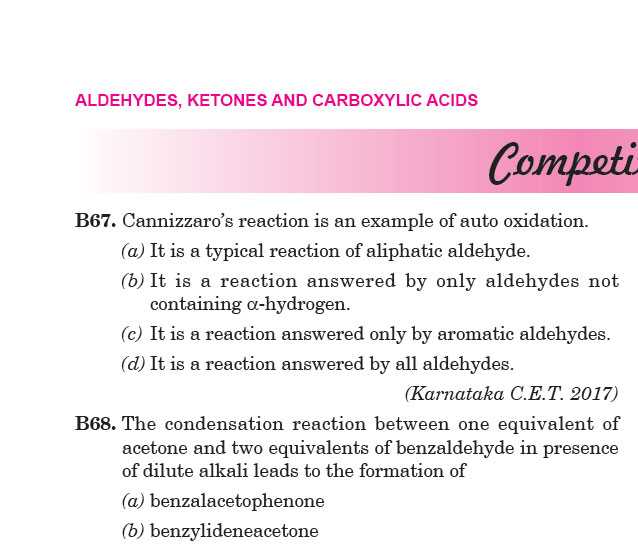 ALDEHYDES, KETONES AND CARBOXYLIC ACIDS
Competi
B67. Cannizzaro's reaction is an example of auto oxidation.
(a) It is a typical reaction of aliphatic aldehyde.
(b) It is a reaction answered by only aldehydes not
containing α-hydrogen.
(c) It is a reaction answered only by aromatic aldehydes.
(d) It is a reaction answered by all aldehydes.
(Karnataka C.E.T. 2017)
B68. The condensation reaction between one equivalent of
acetone and two equivalents of benzaldehyde in presence
of dilute alkali leads to the formation of
(a) benzalacetophenone
(b) benzylideneacetone